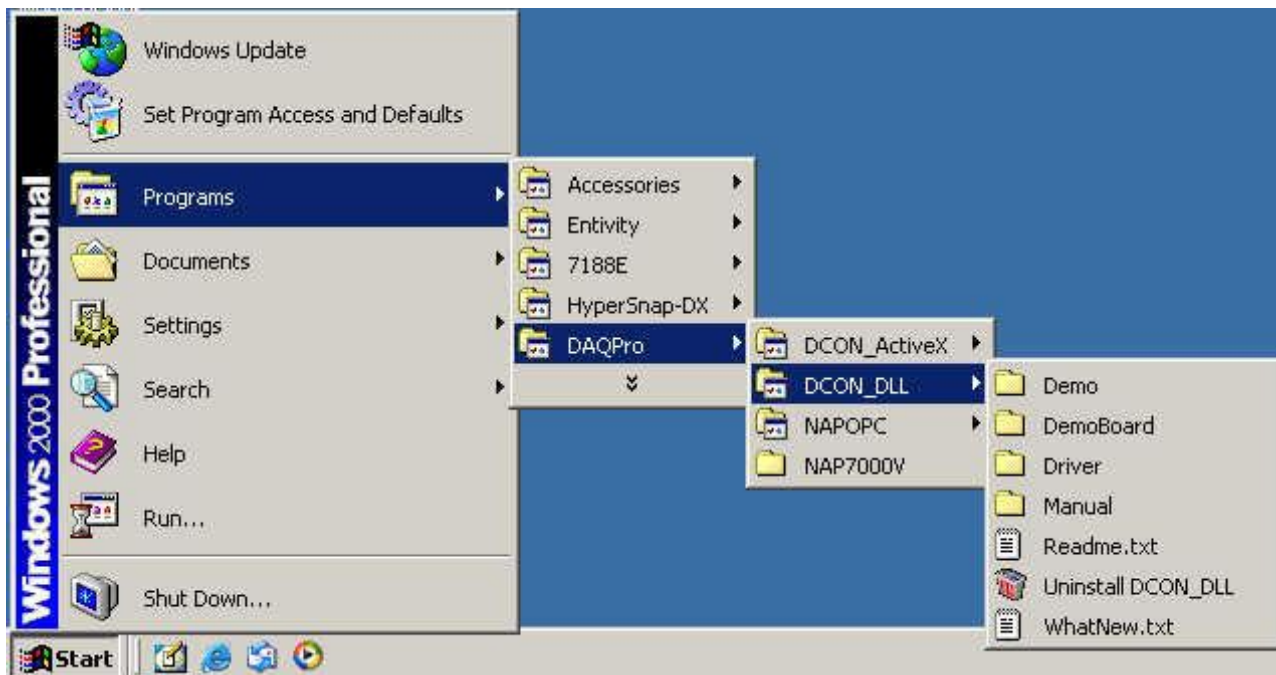 Windows 2000 Professional
Windows Update
Set Program Access and Defaults
Programs
Documents
Settings
Search
Help
Run...
Shut Down...
Accessories
Entivity
7188E
HyperSnap-DX
DAQPro
DCON_ActiveX
DCON_DLL
NAPOPC
NAP7000V
Demo
DemoBoard
Driver
Manual
Readme.txt
Uninstall DCON_DLL
WhatNew.txt
Start